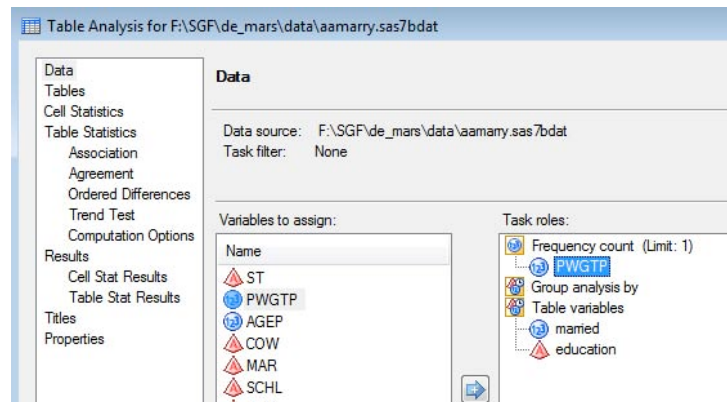 Table Analysis for F:\SGF\de_mars\data\aamarry.sas7bdat
Data
Tables
Cell Statistics
Table Statistics
Association
Agreement
Ordered Differences
Trend Test
Computation Options
Results
Cell Stat Results
Table Stat Results
Titles
Properties
Data
Data source: F:\SGF\de_mars\data\aamarry.sas7bdat
Task filter: None
Variables to assign:
Name
ST
PWGTP
AGEP
COW
MAR
SCHL
Task roles:
Frequency count (Limit: 1)
PWGTP
Group analysis by
Table variables
married
education